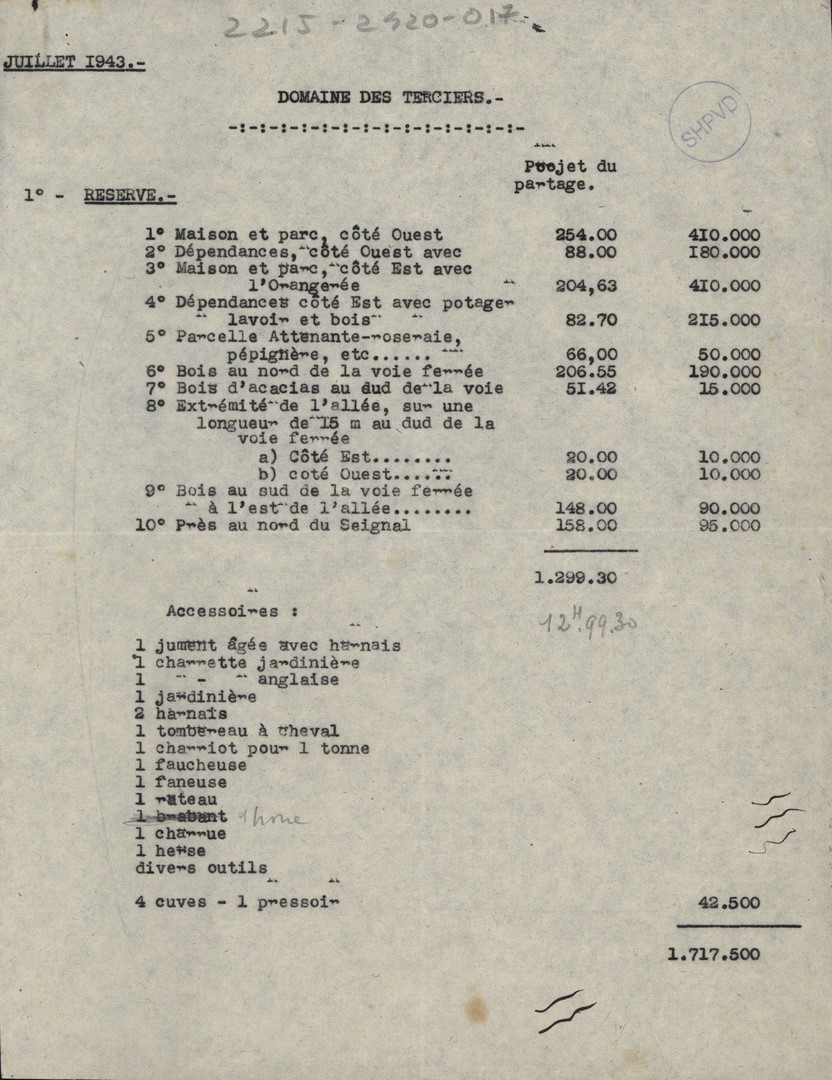 2215-2920-017
JUILLET 1943.-
DOMAINE DES TERCIERS.-
-:-:-:-:-:-:-:-:-:-:-:-:-:-:-:-
SHPVD
Projet du
partage.
1° - RESERVE.-
1° Maison et parc, côté Ouest 254.00 410.000
2° Dépendances, côté Ouest avec 88.00 180.000
3° Maison et parc, côté Est avec
l'Orangerée 204,63 410.000
4° Dépendances côté Est avec potager
lavoir et bois 82.70 215.000
5° Parcelle Attenante-roseraie,
pépignère, etc...... 66,00 50.000
6° Bois au nord de la voie ferrée 206.55 190.000
7° Bois d'acacias au dud de la voie 51.42 15.000
8° Extrémité de l'allée, sur une
longueur de 15 m au dud de la
voie ferrée
a) Côté Est........ 20.00 10.000
b) coté Ouest...... 20.00 10.000
9° Bois au sud de la voie ferrée
à l'est de l'allée........ 148.00 90.000
10° Près au nord du Seignal 158.00 95.000
1.299.30
Accessoires :
12H.99.30
1 jument âgée avec harnais
1 charrette jardinière
1 " - " anglaise
1 jardinière
2 harnais
1 tombereau à cheval
1 charriot pour 1 tonne
1 faucheuse
1 faneuse
1 râteau
1 brabant 1 houe
1 charrue
1 herse
divers outils
4 cuves - 1 pressoir 42.500
1.717.500